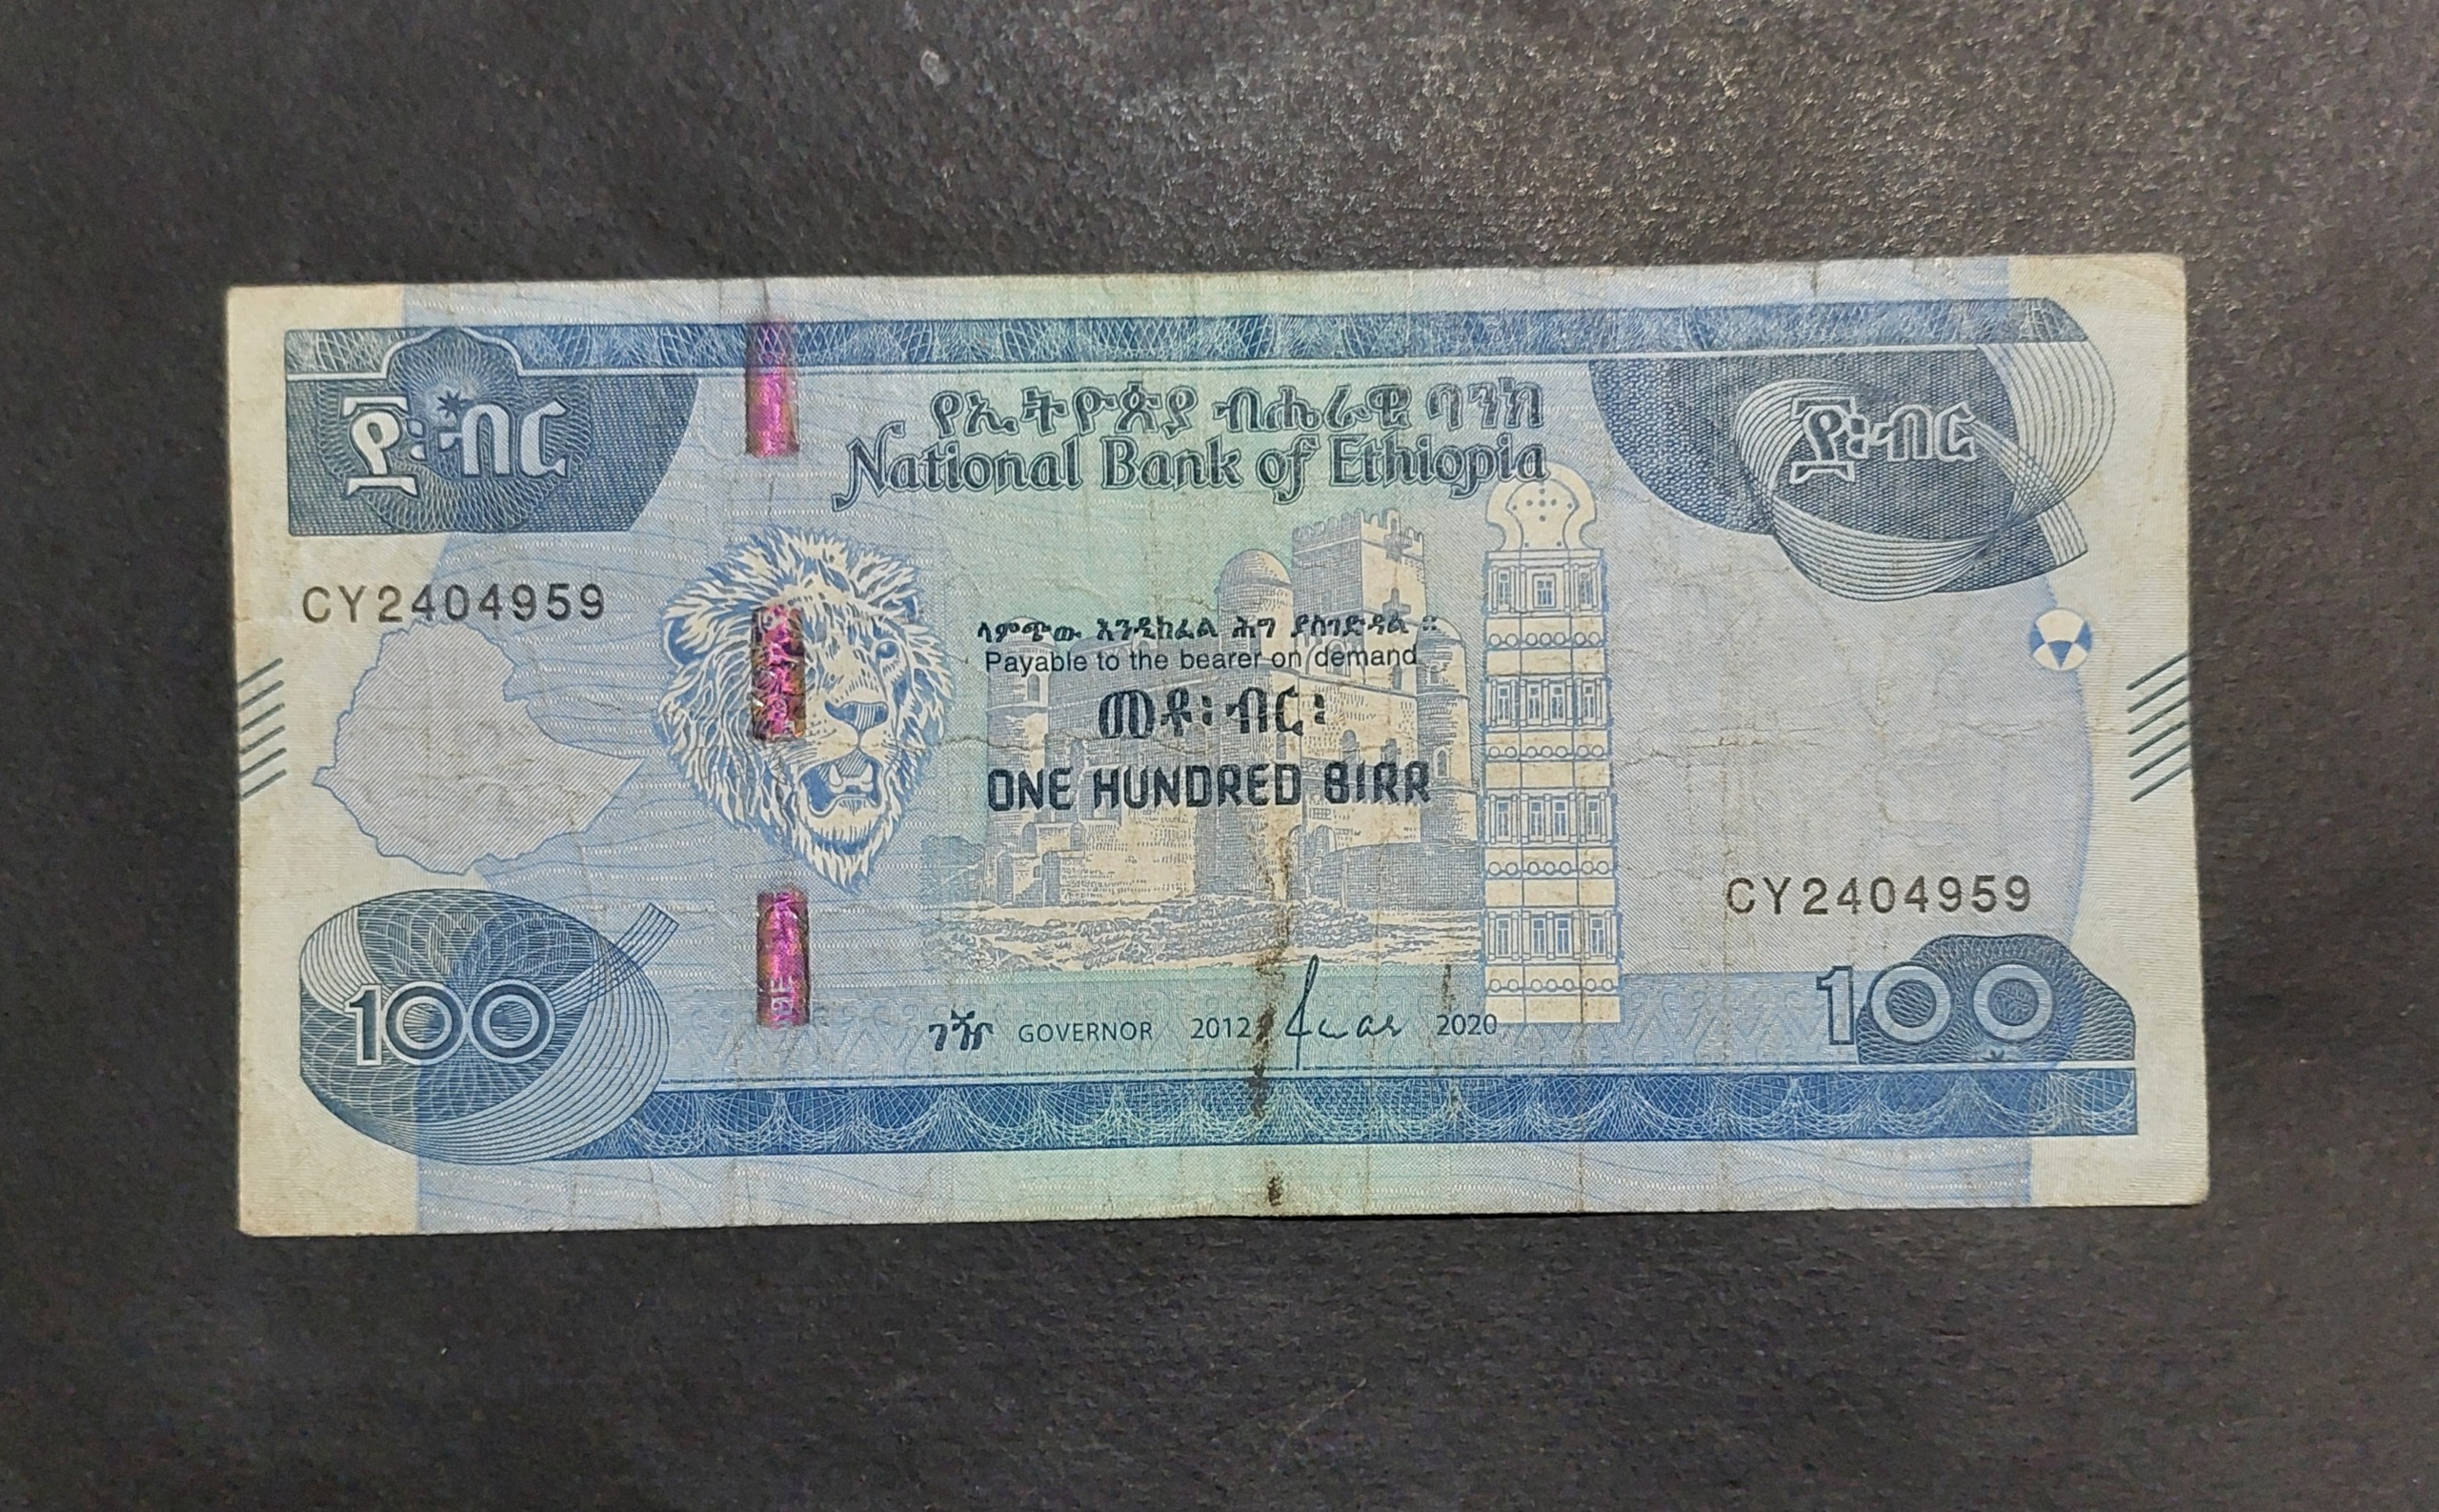 ፻፡ብር
፻፡ብር
የኢትዮጵያ ብሔራዊ ባንክ
National Bank of Ethiopia
CY2404959
ላምጭው እንዲከፈል ሕግ ያስገድዳል ።
Payable to the bearer on demand
መቶ፡ ብር፡
ONE HUNDRED BIRR
CY2404959
100
100
ገዥ GOVERNOR 2012 2020